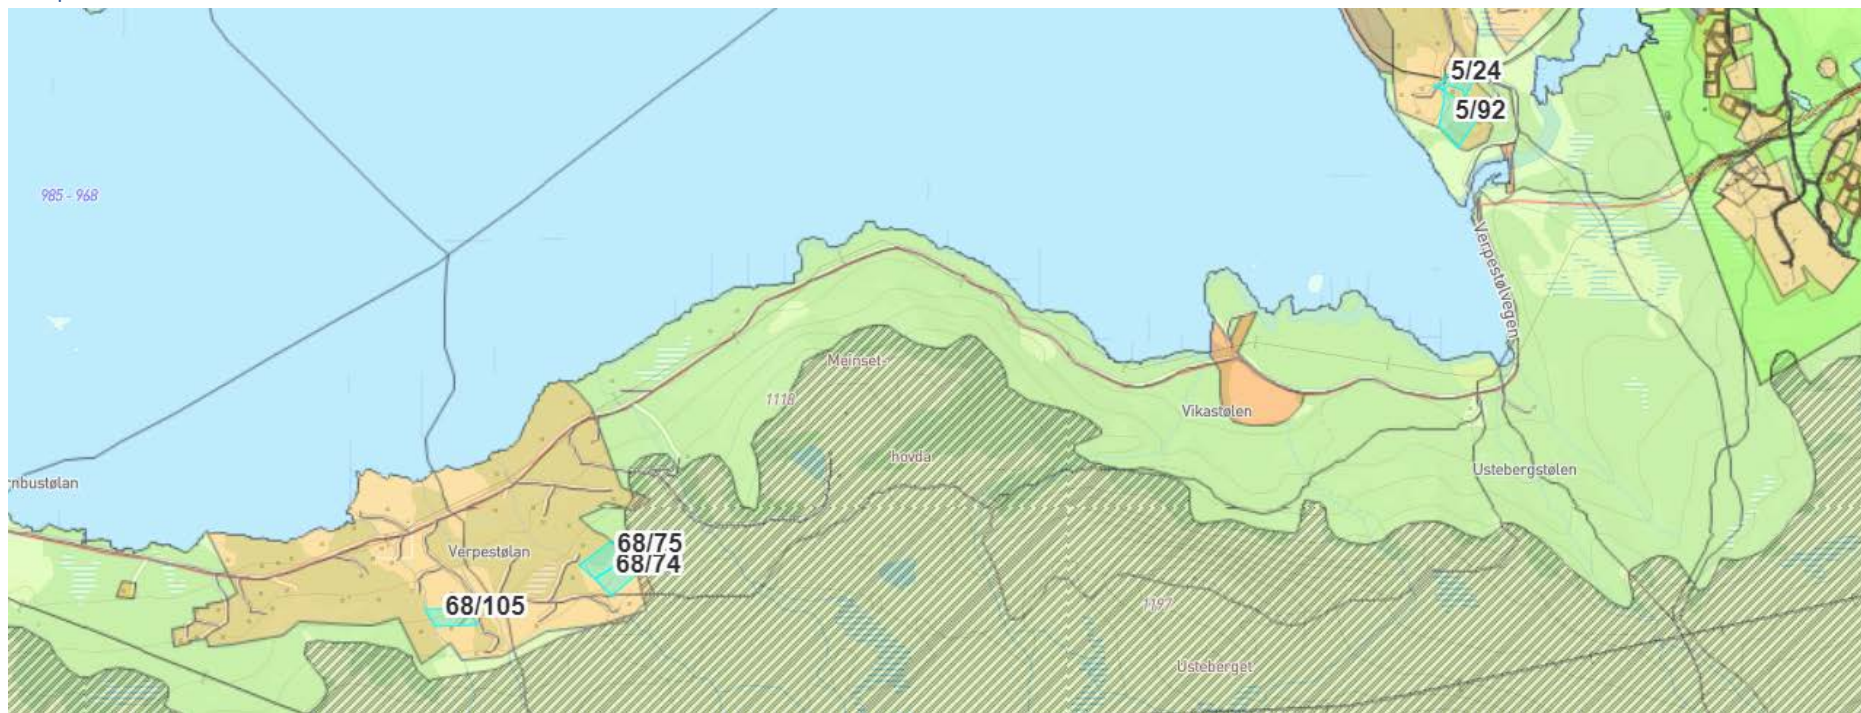 5/24
5/92
985 - 968
Verpestølvegen
Meinset-
1118
Vikastølen
hovda
Ustebergstølen
rnbustølan
68/75
Verpestølan
68/74
68/105
1197
Usteberget